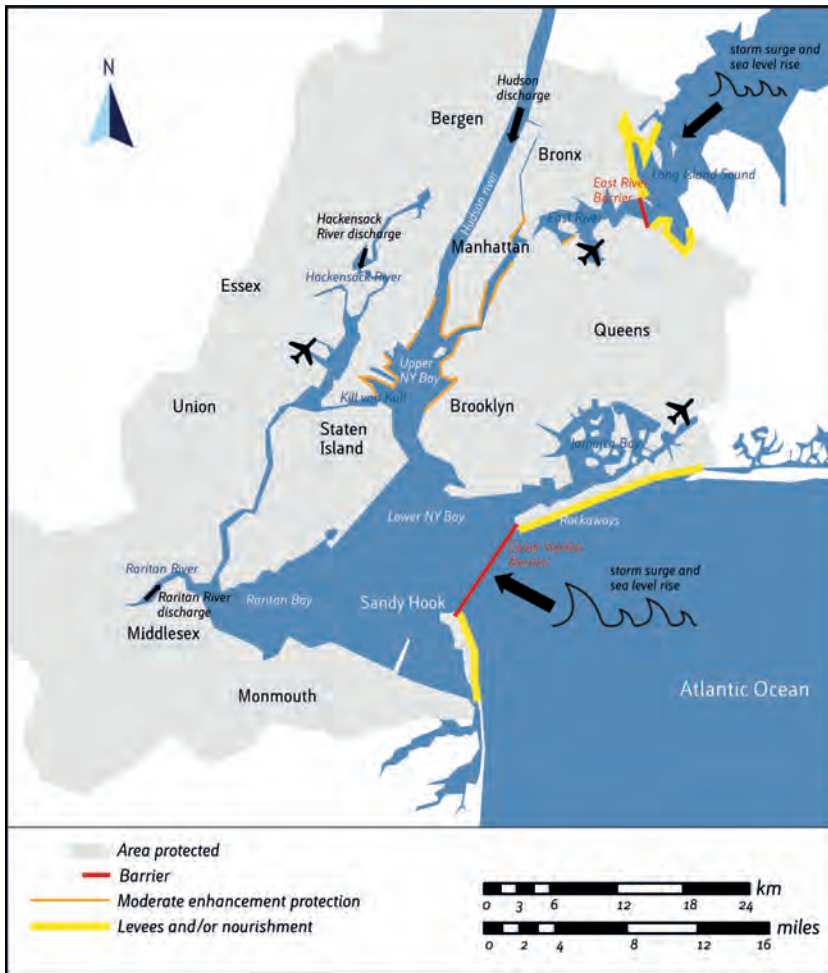 N
Hudson
discharge
storm surge and
sea level rise
Bergen
Bronx
Hudson river
East River
Barrier
Long Island Sound
East River
Hackensack
River discharge
Manhattan
Hackensack River
Essex
Queens
Upper
NY Bay
Union
Kill van Kull
Brooklyn
Staten
Island
Jamaica Bay
Lower NY Bay
Rockaways
Outer Harbor
Barrier
storm surge and
sea level rise
Raritan River
Raritan River
discharge
Raritan Bay
Sandy Hook
Middlesex
Monmouth
Atlantic Ocean
Area protected
Barrier
Moderate enhancement protection
Levees and/or nourishment
0 3 6 12 18 24 km
0 2 4 8 12 16 miles